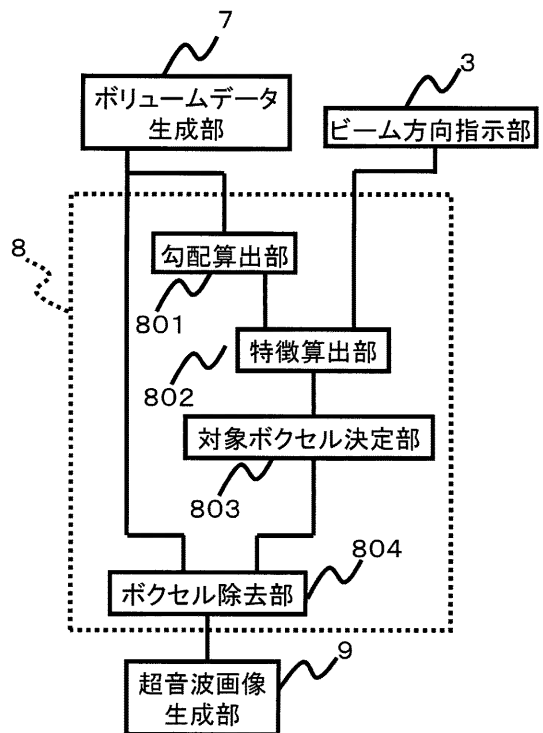 7
ボリュームデータ
生成部
3
ビーム方向指示部
8
勾配算出部
801
特徴算出部
802
対象ボクセル決定部
803
804
ボクセル除去部
9
超音波画像
生成部